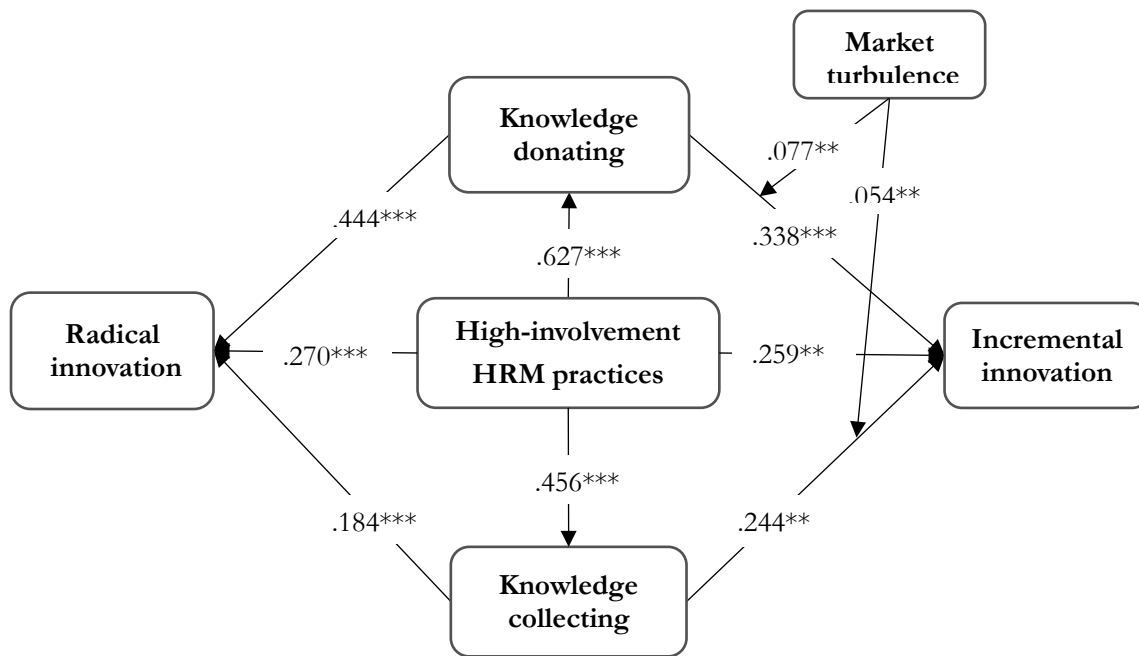 Market
turbulence
Knowledge
donating
.077**
.054**
.444***
.338***
.627***
Radical
innovation
.270***
High-involvement
HRM practices
.259**
Incremental
innovation
.456***
.184***
.244**
Knowledge
collecting